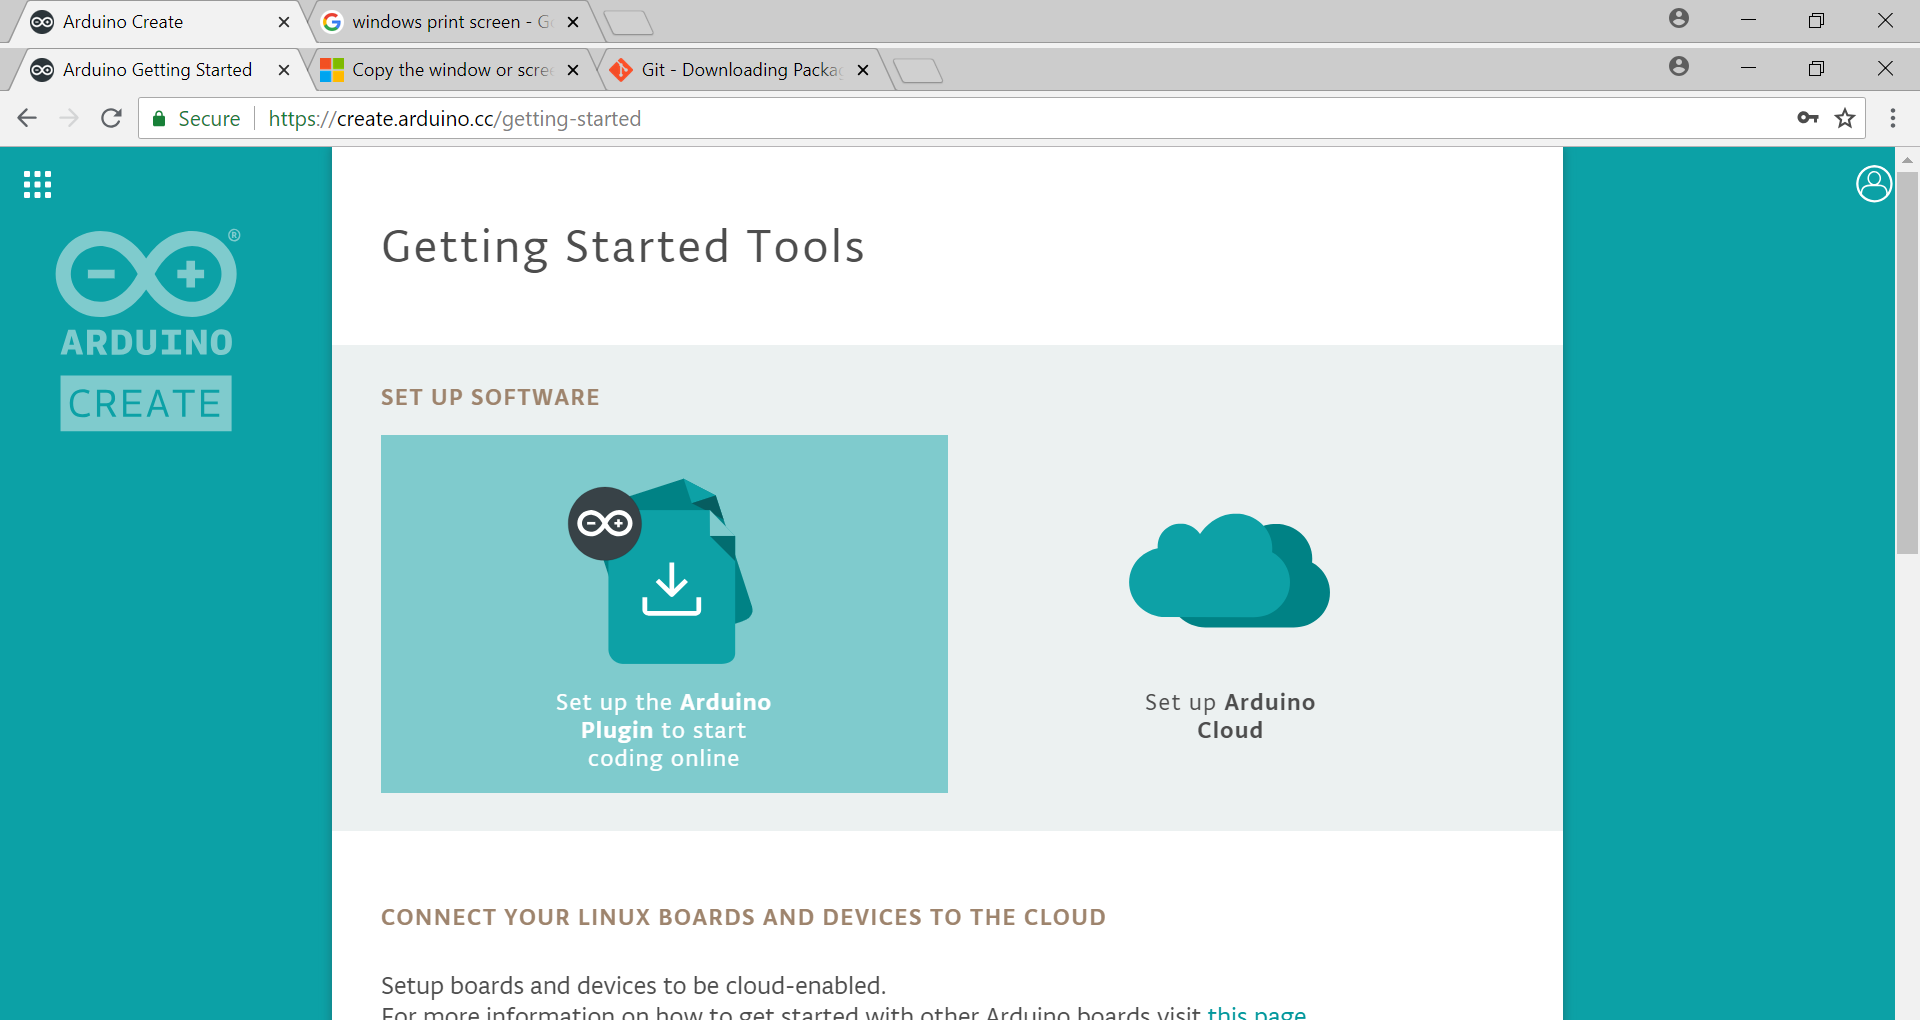 Arduino Create
windows print screen - G
Arduino Getting Started
Copy the window or scre
Git - Downloading Packa
Secure
https://create.arduino.cc/getting-started
®
ARDUINO
CREATE
Getting Started Tools
SET UP SOFTWARE
Set up the Arduino
Plugin to start
coding online
Set up Arduino
Cloud
CONNECT YOUR LINUX BOARDS AND DEVICES TO THE CLOUD
Setup boards and devices to be cloud-enabled.
For more information on how to get started with other Arduino boards visit this page